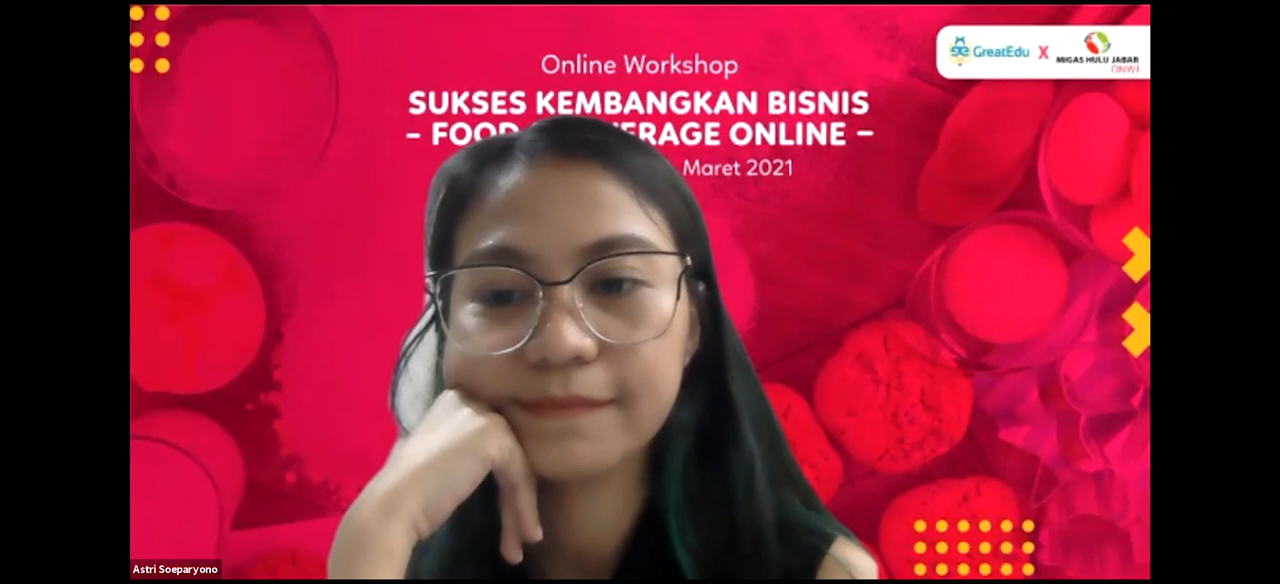 Online Workshop
GreatEdu X MIGAS HULU JABAR
ONWJ
SUKSES KEMBANGKAN BISNIS
– FOOD ERAGE ONLINE –
Maret 2021
Astri Soeparyono